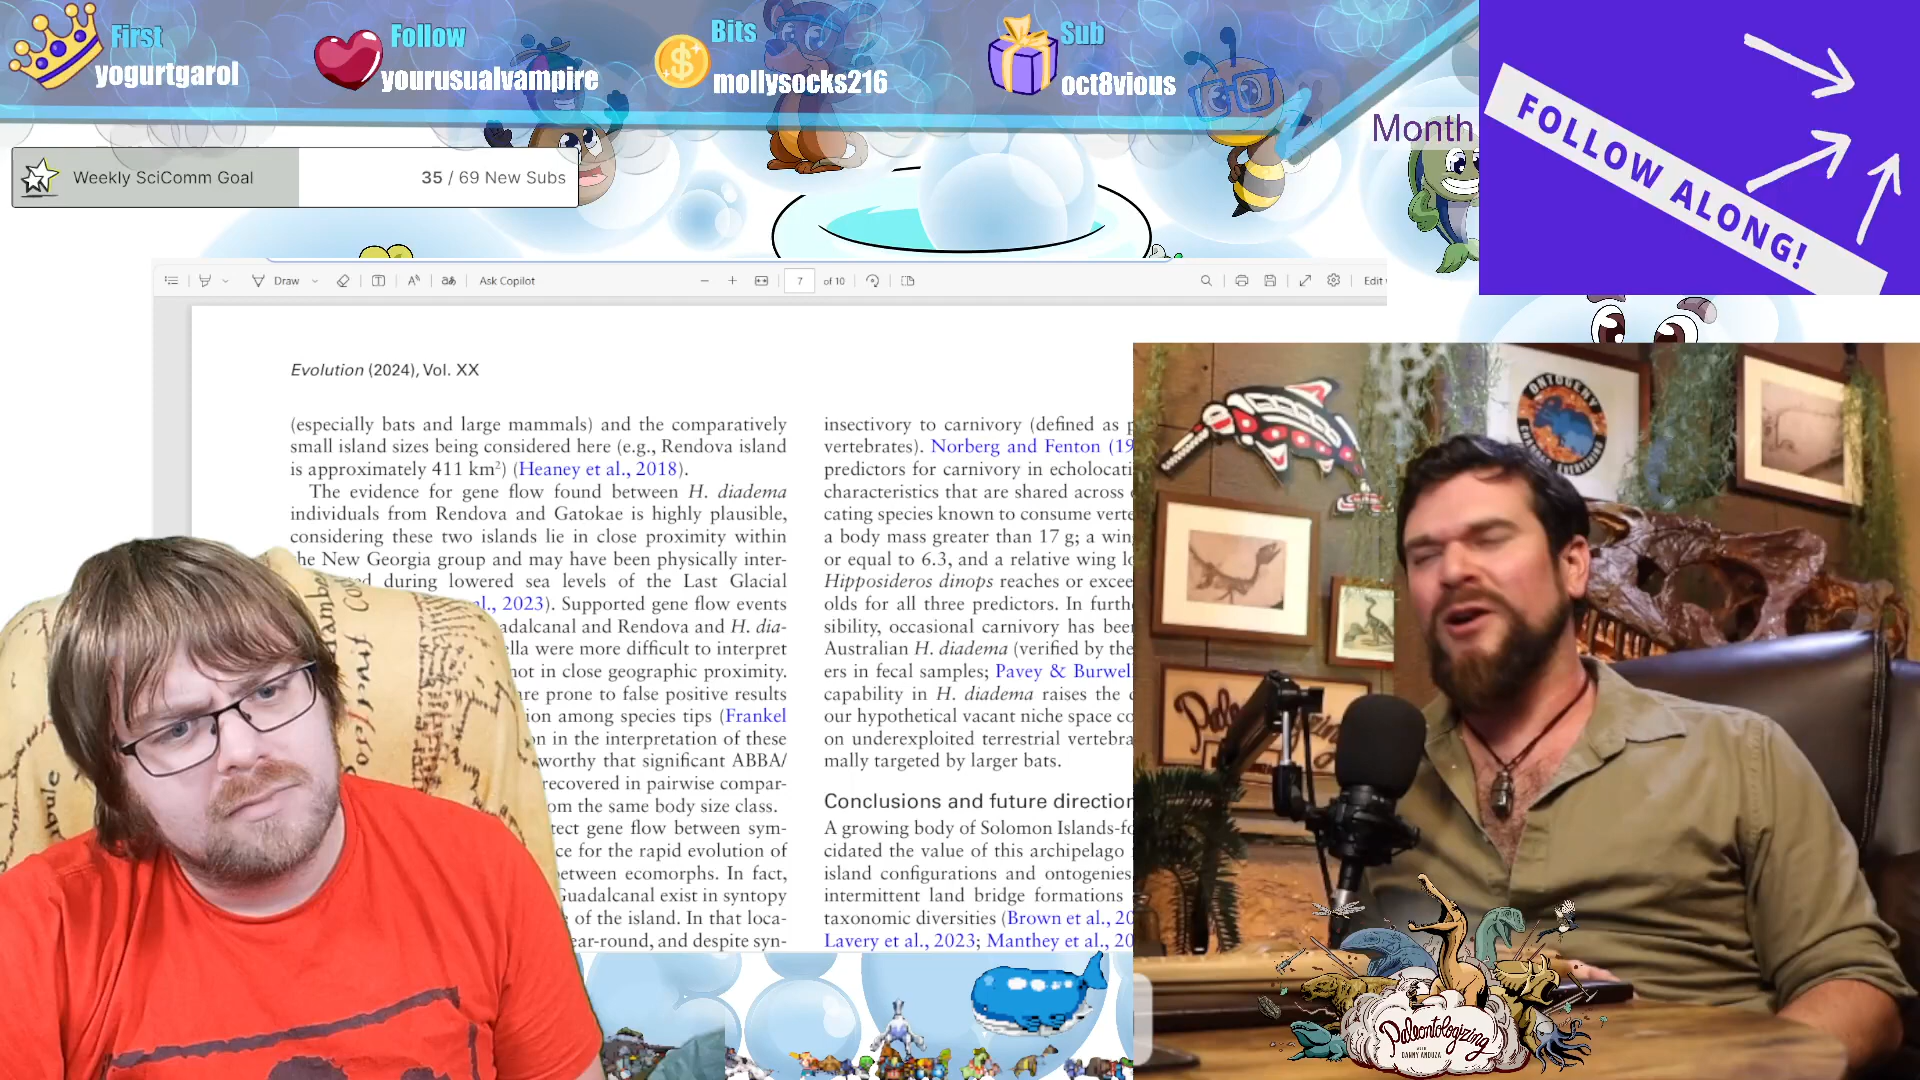 First
yogurtgarol
Follow
yourusualvampire
Bits
mollysocks216
Sub
oct8vious
Month
FOLLOW ALONG!
Weekly SciComm Goal
35 / 69 New Subs
Draw
Ask Copilot
7
of 10
Edit
Evolution (2024), Vol. XX
(especially bats and large mammals) and the comparatively
small island sizes being considered here (e.g., Rendova island
is approximately 411 km²) (Heaney et al., 2018).
The evidence for gene flow found between H. diadema
individuals from Rendova and Gatokae is highly plausible,
considering these two islands lie in close proximity within
he New Georgia group and may have been physically inter-
d during lowered sea levels of the Last Glacial
al., 2023). Supported gene flow events
adalcanal and Rendova and H. dia-
ella were more difficult to interpret
not in close geographic proximity.
are prone to false positive results
ion among species tips (Frankel
on in the interpretation of these
worthy that significant ABBA/
recovered in pairwise compar-
om the same body size class.
tect gene flow between sym-
ce for the rapid evolution of
between ecomorphs. In fact,
Guadalcanal exist in syntopy
of the island. In that loca-
ear-round, and despite syn-
insectivory to carnivory (defined as p
vertebrates). Norberg and Fenton (19
predictors for carnivory in echolocati
characteristics that are shared across
cating species known to consume verte
a body mass greater than 17 g; a win
or equal to 6.3, and a relative wing lo
Hipposideros dinops reaches or excee
olds for all three predictors. In furth
sibility, occasional carnivory has bee
Australian H. diadema (verified by the
ers in fecal samples; Pavey & Burwel
capability in H. diadema raises the
our hypothetical vacant niche space co
on underexploited terrestrial vertebra
mally targeted by larger bats.
Conclusions and future direction
A growing body of Solomon Islands-fo
cidated the value of this archipelago
island configurations and ontogenies
intermittent land bridge formations
taxonomic diversities (Brown et al., 20
Lavery et al., 2023; Manthey et al., 20
ONTOGENY
EXPLAINS EVERYTHING
Paleontologizing
WITH
DANNY ANDUZA